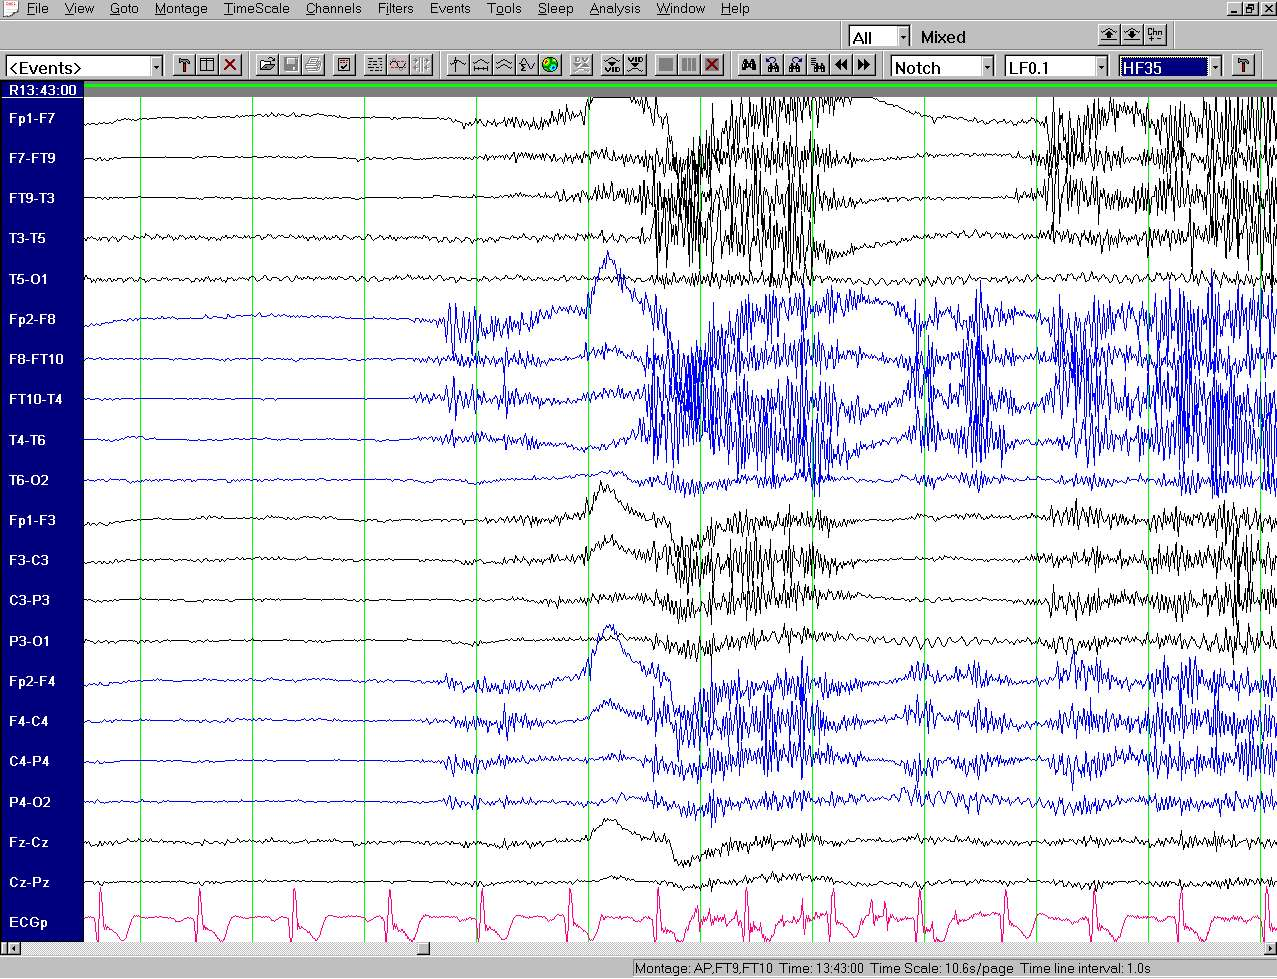 File View Goto Montage TimeScale Channels Filters Events Tools Sleep Analysis Window Help
All Mixed Chn
<Events> VID VID Notch LF0.1 HF35
R13:43:00
Fp1-F7
F7-FT9
FT9-T3
T3-T5
T5-O1
Fp2-F8
F8-FT10
FT10-T4
T4-T6
T6-O2
Fp1-F3
F3-C3
C3-P3
P3-O1
Fp2-F4
F4-C4
C4-P4
P4-O2
Fz-Cz
Cz-Pz
ECGp
Montage: AP.FT9.FT10 Time: 13:43:00 Time Scale: 10.6s/page Time line interval: 1.0s